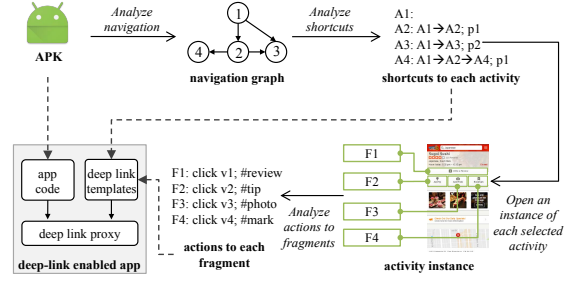 Analyze
navigation
APK
1
4
2
3
navigation graph
Analyze
shortcuts
A1:
A2: A1→A2; p1
A3: A1→A3; p2
A4: A1→A2→A4; p1
shortcuts to each activity
app
code
deep link
templates
deep link proxy
deep-link enabled app
F1: click v1; #review
F2: click v2; #tip
F3: click v3; #photo
F4: click v4; #mark
actions to each
fragment
Analyze
actions to
fragments
F1
F2
F3
F4
activity instance
Open an
instance of
each selected
activity